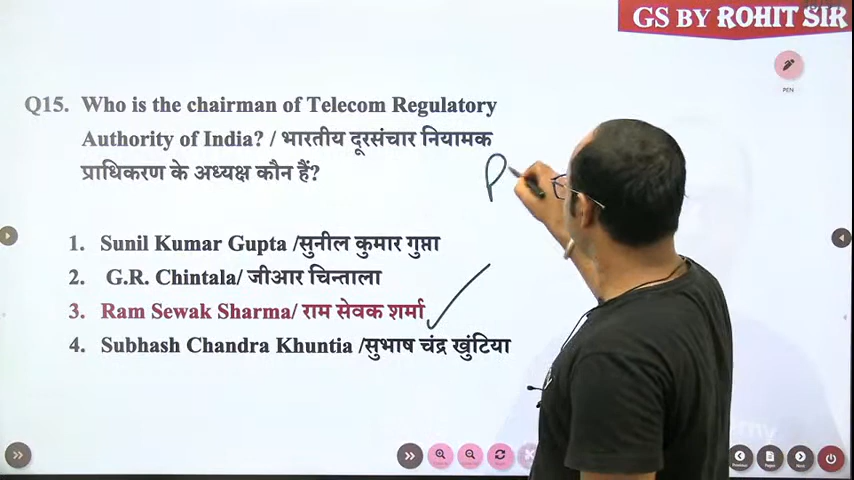 GS BY ROHIT SIR
PEN
Q15. Who is the chairman of Telecom Regulatory
Authority of India? / भारतीय दूरसंचार नियामक
प्राधिकरण के अध्यक्ष कौन हैं?
P
1. Sunil Kumar Gupta /सुनील कुमार गुप्ता
2. G.R. Chintala/ जीआर चिन्ताला
3. Ram Sewak Sharma/ राम सेवक शर्मा
4. Subhash Chandra Khuntia /सुभाष चंद्र खुंटिया